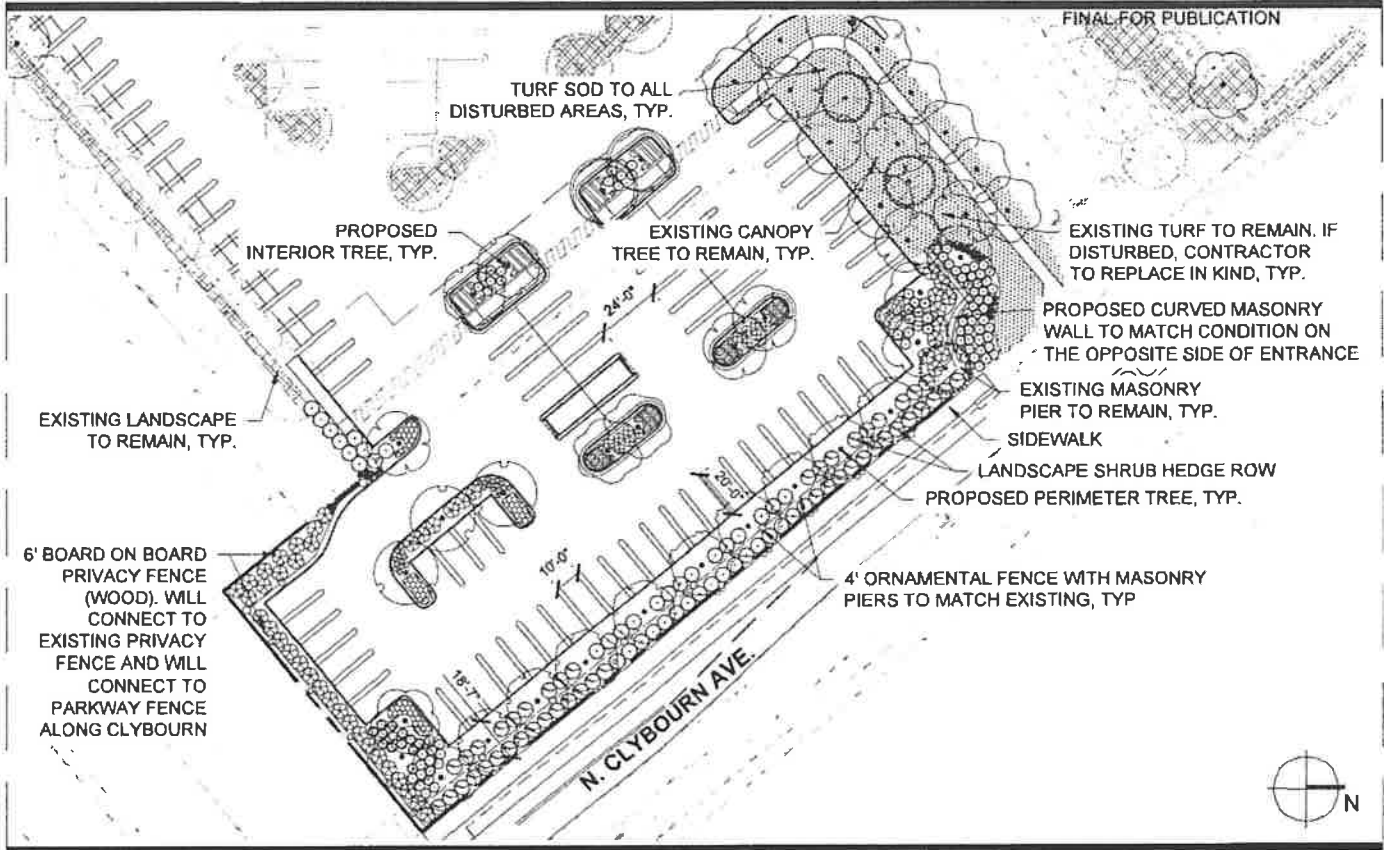 FINAL FOR PUBLICATION
TURF SOD TO ALL
DISTURBED AREAS, TYP.
PROPOSED
INTERIOR TREE, TYP.
EXISTING CANOPY
TREE TO REMAIN, TYP.
EXISTING TURF TO REMAIN. IF
DISTURBED, CONTRACTOR
TO REPLACE IN KIND, TYP.
24'-0"
PROPOSED CURVED MASONRY
WALL TO MATCH CONDITION ON
THE OPPOSITE SIDE OF ENTRANCE
EXISTING MASONRY
PIER TO REMAIN, TYP.
EXISTING LANDSCAPE
TO REMAIN, TYP.
SIDEWALK
LANDSCAPE SHRUB HEDGE ROW
PROPOSED PERIMETER TREE, TYP.
20'-0"
10'-0"
18'-7"
6' BOARD ON BOARD
PRIVACY FENCE
(WOOD). WILL
CONNECT TO
EXISTING PRIVACY
FENCE AND WILL
CONNECT TO
PARKWAY FENCE
ALONG CLYBOURN
4' ORNAMENTAL FENCE WITH MASONRY
PIERS TO MATCH EXISTING, TYP
N. CLYBOURN AVE.
N